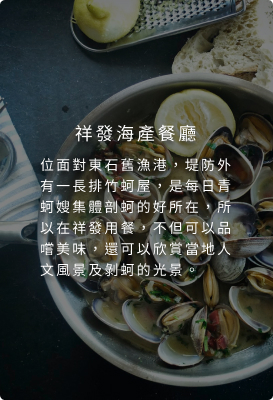 祥發海產餐廳
位面對東石舊漁港，堤防外
有一長排竹蚵屋，是每日青
蚵嫂集體剖蚵的好所在，所
以在祥發用餐，不但可以品
嚐美味，還可以欣賞當地人
文風景及剝蚵的光景。